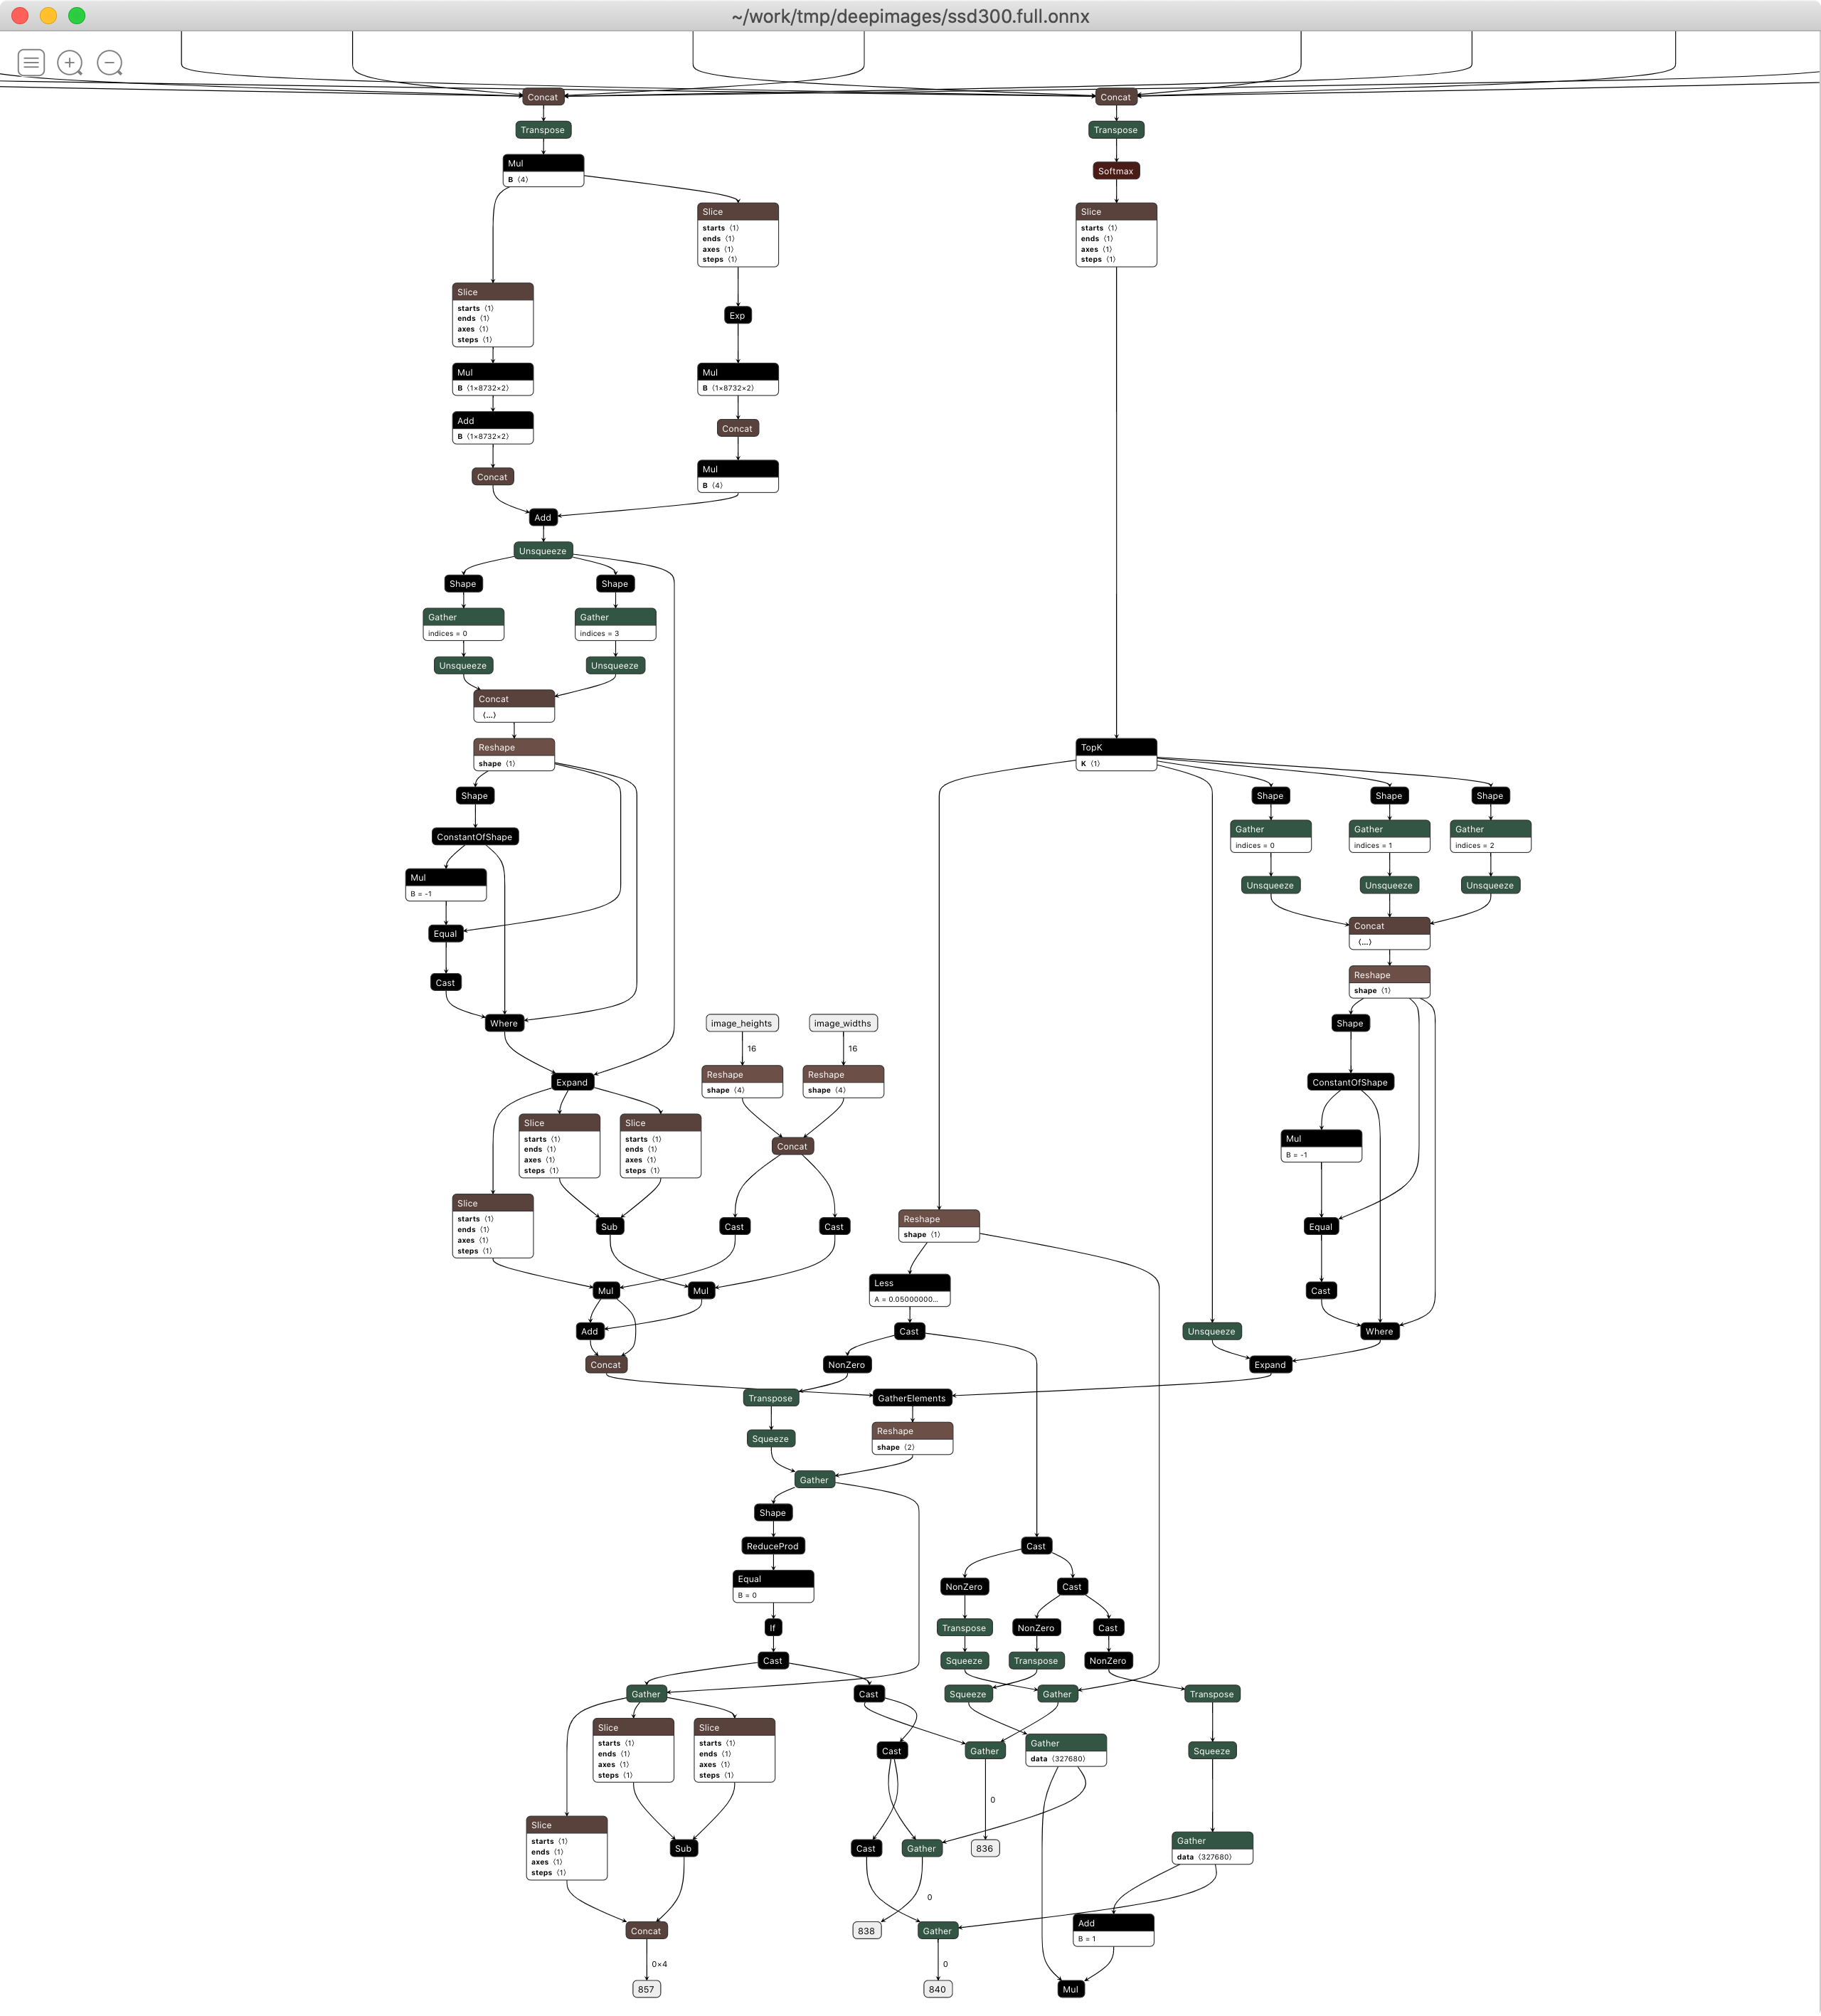 ~/work/tmp/deepimages/ssd300.full.onnx
Concat
Concat
Transpose
Transpose
Mul
B ⟨4⟩
Softmax
Slice
starts ⟨1⟩
ends ⟨1⟩
axes ⟨1⟩
steps ⟨1⟩
Slice
starts ⟨1⟩
ends ⟨1⟩
axes ⟨1⟩
steps ⟨1⟩
Slice
starts ⟨1⟩
ends ⟨1⟩
axes ⟨1⟩
steps ⟨1⟩
Exp
Mul
B ⟨1×8732×2⟩
Mul
B ⟨1×8732×2⟩
Add
B ⟨1×8732×2⟩
Concat
Concat
Mul
B ⟨4⟩
Add
Unsqueeze
Shape
Shape
Gather
indices = 0
Gather
indices = 3
Unsqueeze
Unsqueeze
Concat
⟨...⟩
Reshape
shape ⟨1⟩
TopK
K ⟨1⟩
Shape
Shape
Shape
Shape
ConstantOfShape
Gather
indices = 0
Gather
indices = 1
Gather
indices = 2
Mul
B = -1
Unsqueeze
Unsqueeze
Unsqueeze
Equal
Concat
⟨...⟩
Cast
Reshape
shape ⟨1⟩
Where
image_heights
image_widths
Shape
16
16
Reshape
shape ⟨4⟩
Reshape
shape ⟨4⟩
Expand
ConstantOfShape
Slice
starts ⟨1⟩
ends ⟨1⟩
axes ⟨1⟩
steps ⟨1⟩
Slice
starts ⟨1⟩
ends ⟨1⟩
axes ⟨1⟩
steps ⟨1⟩
Concat
Mul
B = -1
Slice
starts ⟨1⟩
ends ⟨1⟩
axes ⟨1⟩
steps ⟨1⟩
Sub
Cast
Cast
Reshape
shape ⟨1⟩
Equal
Mul
Mul
Less
A = 0.05000000...
Cast
Add
Cast
Unsqueeze
Where
Concat
NonZero
Expand
Transpose
GatherElements
Squeeze
Reshape
shape ⟨2⟩
Gather
Shape
ReduceProd
Cast
Equal
B = 0
NonZero
Cast
If
Transpose
NonZero
Cast
Cast
Squeeze
Transpose
NonZero
Gather
Cast
Squeeze
Gather
Transpose
Slice
starts ⟨1⟩
ends ⟨1⟩
axes ⟨1⟩
steps ⟨1⟩
Slice
starts ⟨1⟩
ends ⟨1⟩
axes ⟨1⟩
steps ⟨1⟩
Cast
Gather
Gather
data ⟨327680⟩
Squeeze
0
Slice
starts ⟨1⟩
ends ⟨1⟩
axes ⟨1⟩
steps ⟨1⟩
Sub
Cast
Gather
836
Gather
data ⟨327680⟩
0
Concat
838
Gather
Add
B = 1
0×4
0
857
840
Mul